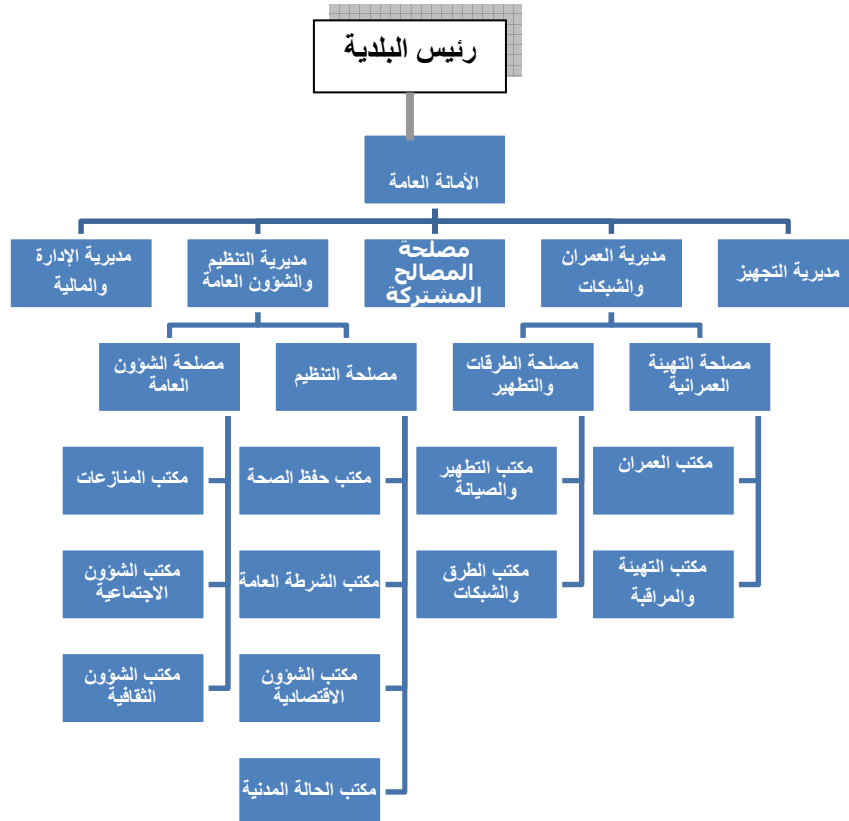 رئيس البلدية
الأمانة العامة
مديرية التجهيز
مديرية العمران
والشبكات
مصلحة
المصالح
المشتركة
مديرية التنظيم
والشؤون العامة
مديرية الإدارة
والمالية
مصلحة التهيئة
العمرانية
مصلحة الطرقات
والتطهير
مصلحة التنظيم
مصلحة الشؤون
العامة
مكتب العمران
مكتب التطهير
والصيانة
مكتب حفظ الصحة
مكتب المنازعات
مكتب التهيئة
والمراقبة
مكتب الطرق
والشبكات
مكتب الشرطة العامة
مكتب الشؤون
الاجتماعية
مكتب الشؤون
الاقتصادية
مكتب الشؤون
الثقافية
مكتب الحالة المدنية